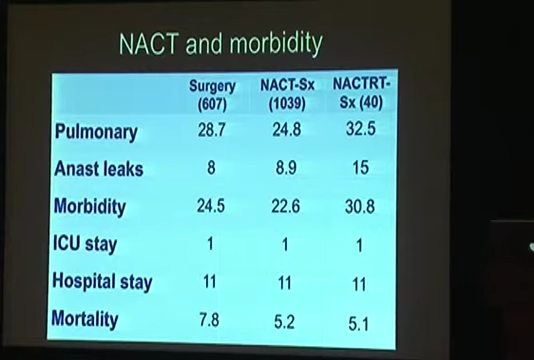 NACT and morbidity
Surgery (607) NACT-Sx (1039) NACTRT-Sx (40)
Pulmonary 28.7 24.8 32.5
Anast leaks 8 8.9 15
Morbidity 24.5 22.6 30.8
ICU stay 1 1 1
Hospital stay 11 11 11
Mortality 7.8 5.2 5.1